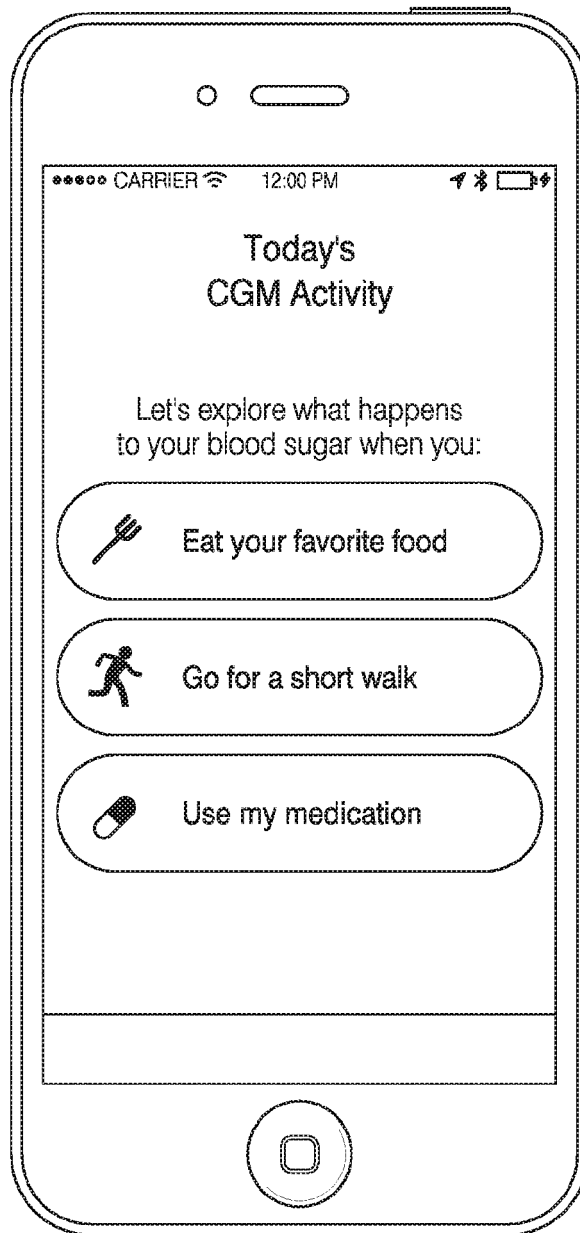 CARRIER 12:00 PM
Today's
CGM Activity
Let's explore what happens
to your blood sugar when you:
Eat your favorite food
Go for a short walk
Use my medication